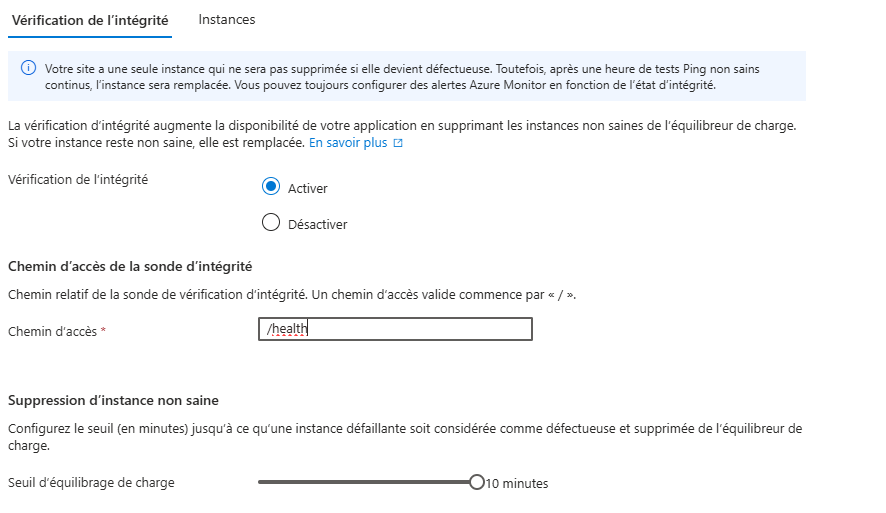 Vérification de l’intégrité Instances
Votre site a une seule instance qui ne sera pas supprimée si elle devient défectueuse. Toutefois, après une heure de tests Ping non sains
continus, l’instance sera remplacée. Vous pouvez toujours configurer des alertes Azure Monitor en fonction de l’état d’intégrité.
La vérification d’intégrité augmente la disponibilité de votre application en supprimant les instances non saines de l’équilibreur de charge.
Si votre instance reste non saine, elle est remplacée. En savoir plus
Vérification de l’intégrité
Activer
Désactiver
Chemin d’accès de la sonde d’intégrité
Chemin relatif de la sonde de vérification d’intégrité. Un chemin d’accès valide commence par « / ».
Chemin d’accès * /health
Suppression d’instance non saine
Configurez le seuil (en minutes) jusqu’à ce qu’une instance défaillante soit considérée comme défectueuse et supprimée de l’équilibreur de
charge.
Seuil d’équilibrage de charge 10 minutes